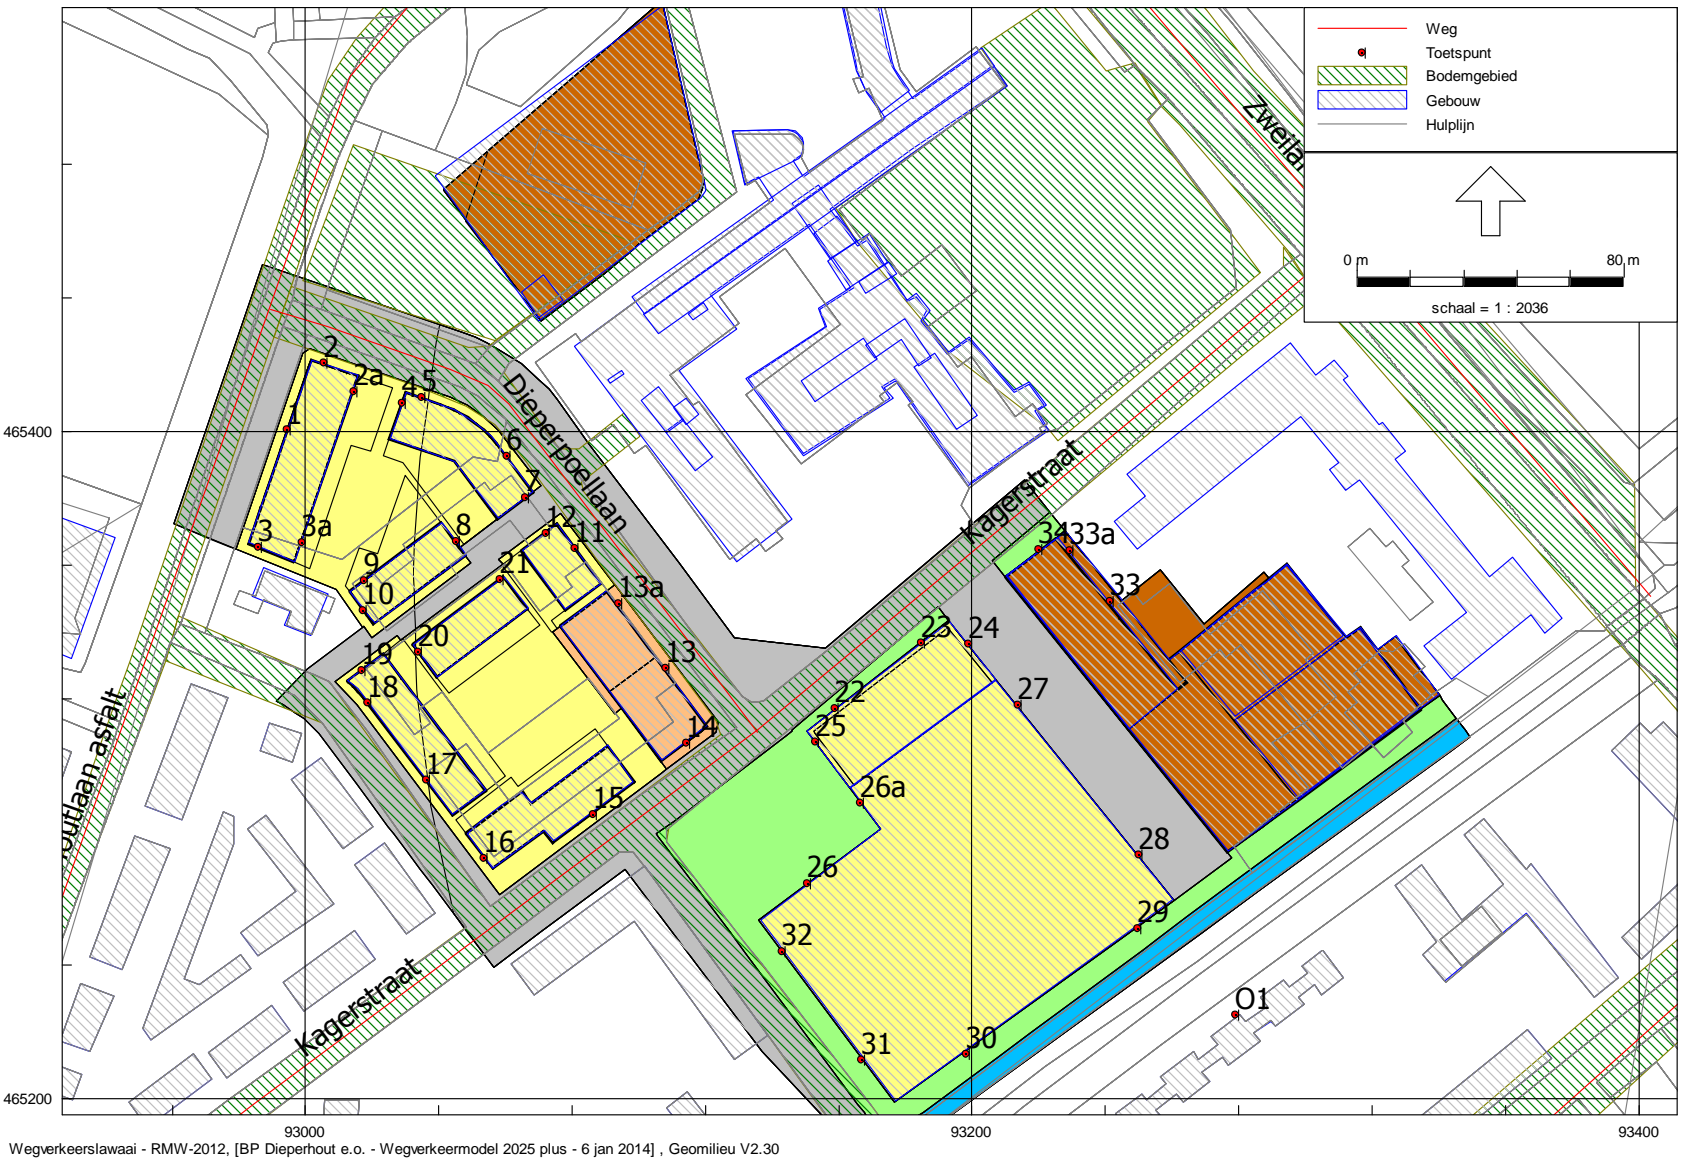 Weg
Toetspunt
Bodemgebied
Gebouw
Hulplijn
0 m 80 m
schaal = 1 : 2036
Dieperpoellaan
Kagerstraat
Kagerstraat
outlaan asfalt
Zweilan
2
2a
4
5
1
6
7
3
3a
8
12
11
9
10
21
13a
20
19
18
13
14
17
15
16
34
33a
33
23
24
22
25
27
26a
26
28
29
32
31
30
O1
465400
465200
93000
93200
93400
Wegverkeerslawaai - RMW-2012, [BP Dieperhout e.o. - Wegverkeermodel 2025 plus - 6 jan 2014] , Geomilieu V2.30